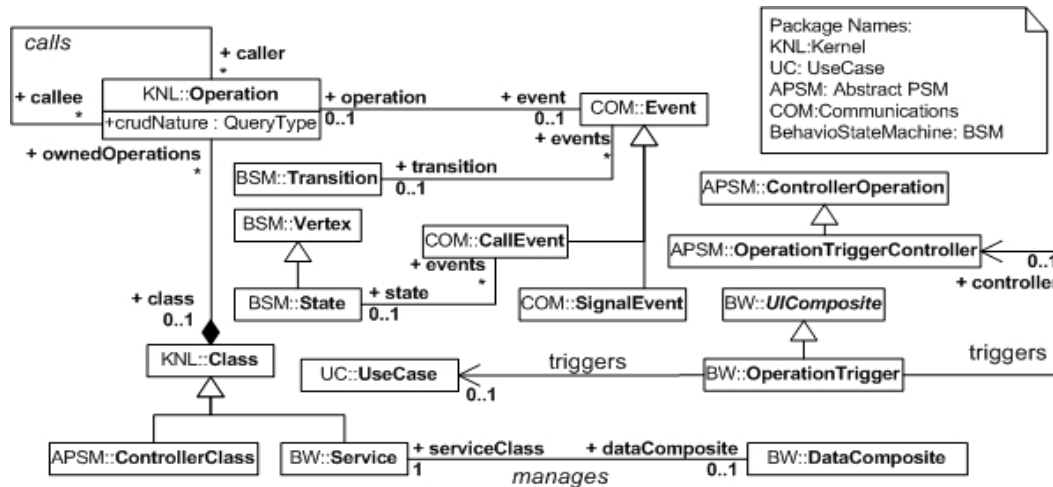 calls
+ caller
*
+ callee
*
KNL::Operation
+crudNature : QueryType
+ operation
0..1
+ event
0..1
COM::Event
+ events
*
Package Names:
KNL:Kernel
UC: UseCase
APSM: Abstract PSM
COM:Communications
BehavioStateMachine: BSM
+ ownedOperations
*
BSM::Transition
+ transition
0..1
APSM::ControllerOperation
BSM::Vertex
COM::CallEvent
+ events
*
APSM::OperationTriggerController
0..1
+ controller
BSM::State
+ state
0..1
COM::SignalEvent
BW::UIComposite
+ class
0..1
KNL::Class
UC::UseCase
0..1
triggers
BW::OperationTrigger
triggers
APSM::ControllerClass
BW::Service
+ serviceClass
1
manages
+ dataComposite
0..1
BW::DataComposite